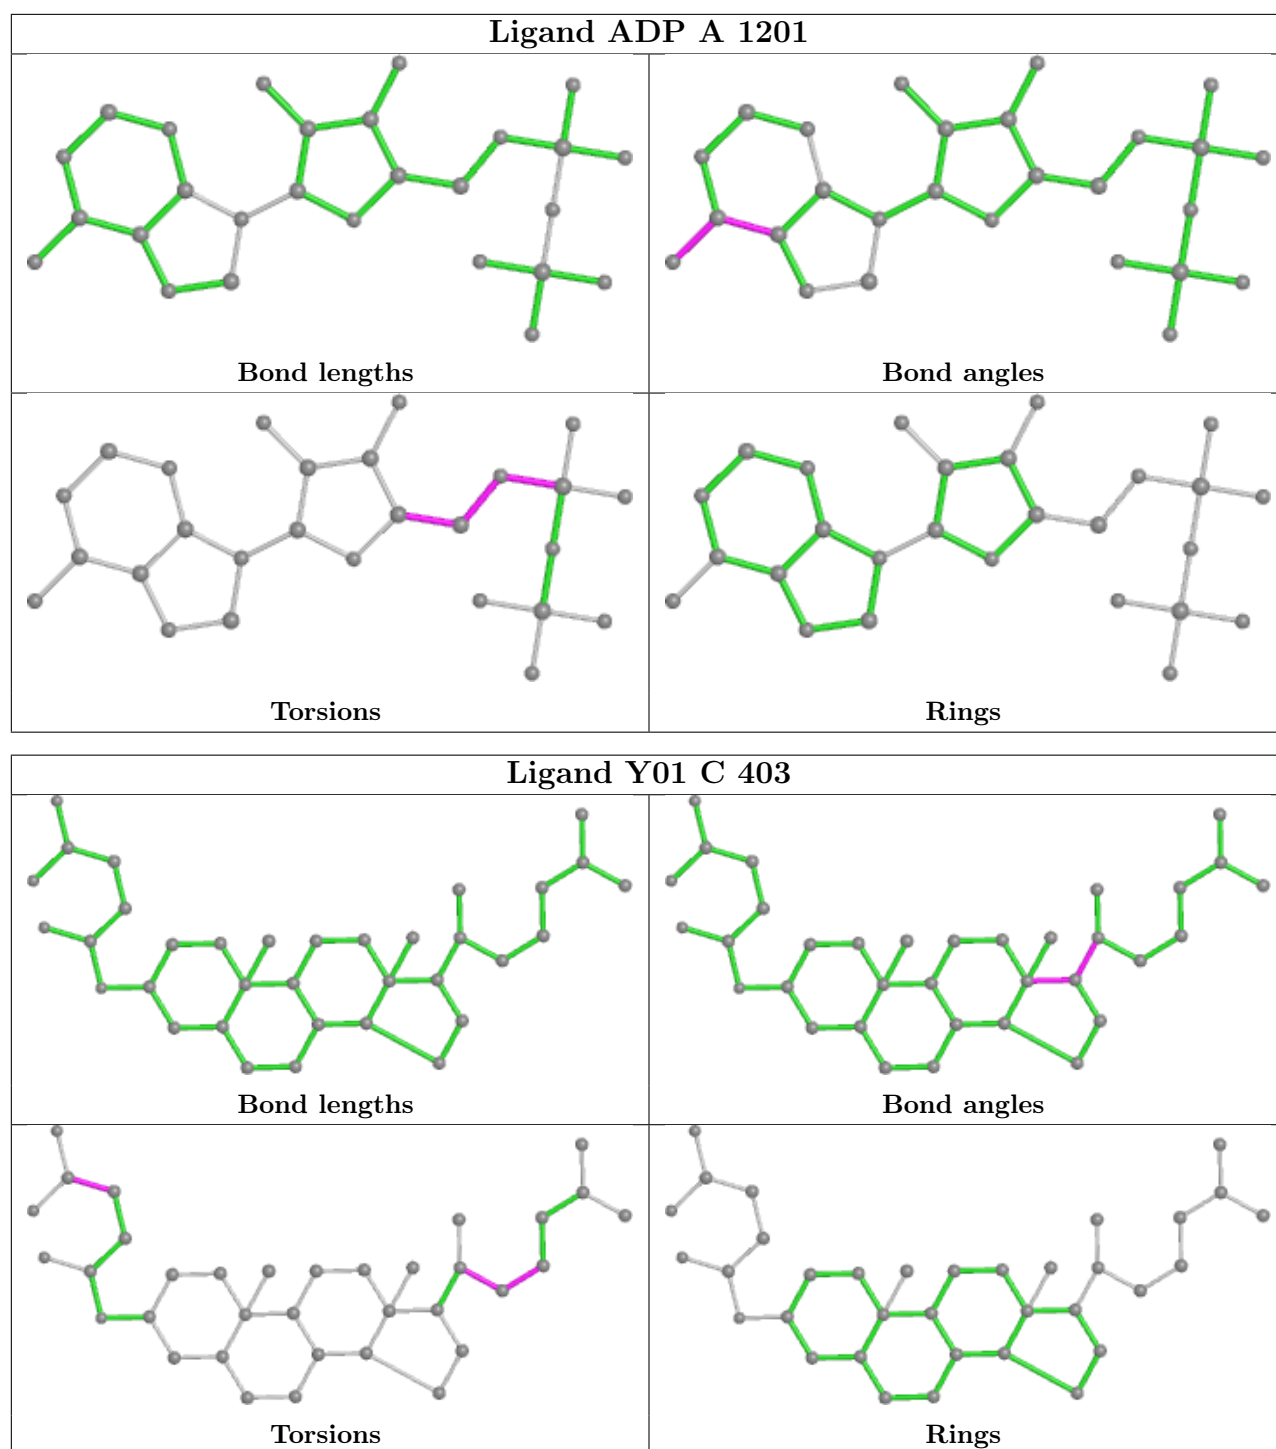 Ligand ADP A 1201
Bond lengths
Bond angles
Torsions
Rings
Ligand Y01 C 403
Bond lengths
Bond angles
Torsions
Rings